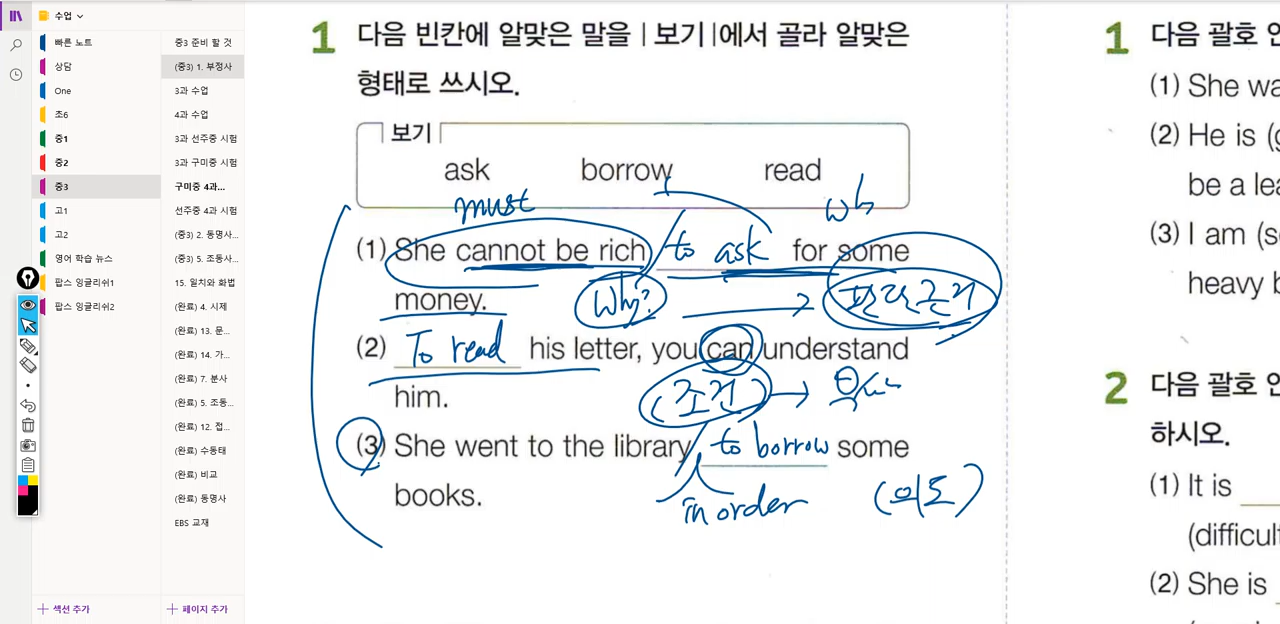 수업
빠른 노트
상담
One
초6
중1
중2
중3
고1
고2
영어 학습 뉴스
팝스 잉글리쉬1
팝스 잉글리쉬2
섹션 추가
중3 준비 할 것
(중3) 1. 부정사
3과 수업
4과 수업
3과 선주중 시험
3과 구미중 시험
구미중 4과...
선주중 4과 시험
(중3) 2. 동명사...
(중3) 5. 조동사...
15. 일치와 화법
(완료) 4. 시제
(완료) 13. 문...
(완료) 14. 가...
(완료) 7. 분사
(완료) 5. 조동...
(완료) 12. 접...
(완료) 수동태
(완료) 비교
(완료) 동명사
EBS 교재
페이지 추가
1 다음 빈칸에 알맞은 말을 |보기|에서 골라 알맞은
형태로 쓰시오.
보기
ask borrow read
must wh
(1) She cannot be rich to ask for some
money. Why? 판단근거
(2) To read his letter, you can understand
him. (조건)
(3) She went to the library to borrow some
books. in order (의도)
1 다음 괄호 안
(1) She wa
(2) He is (g
be a lea
(3) I am (s
heavy b
2 다음 괄호 안
하시오.
(1) It is
(difficult
(2) She is